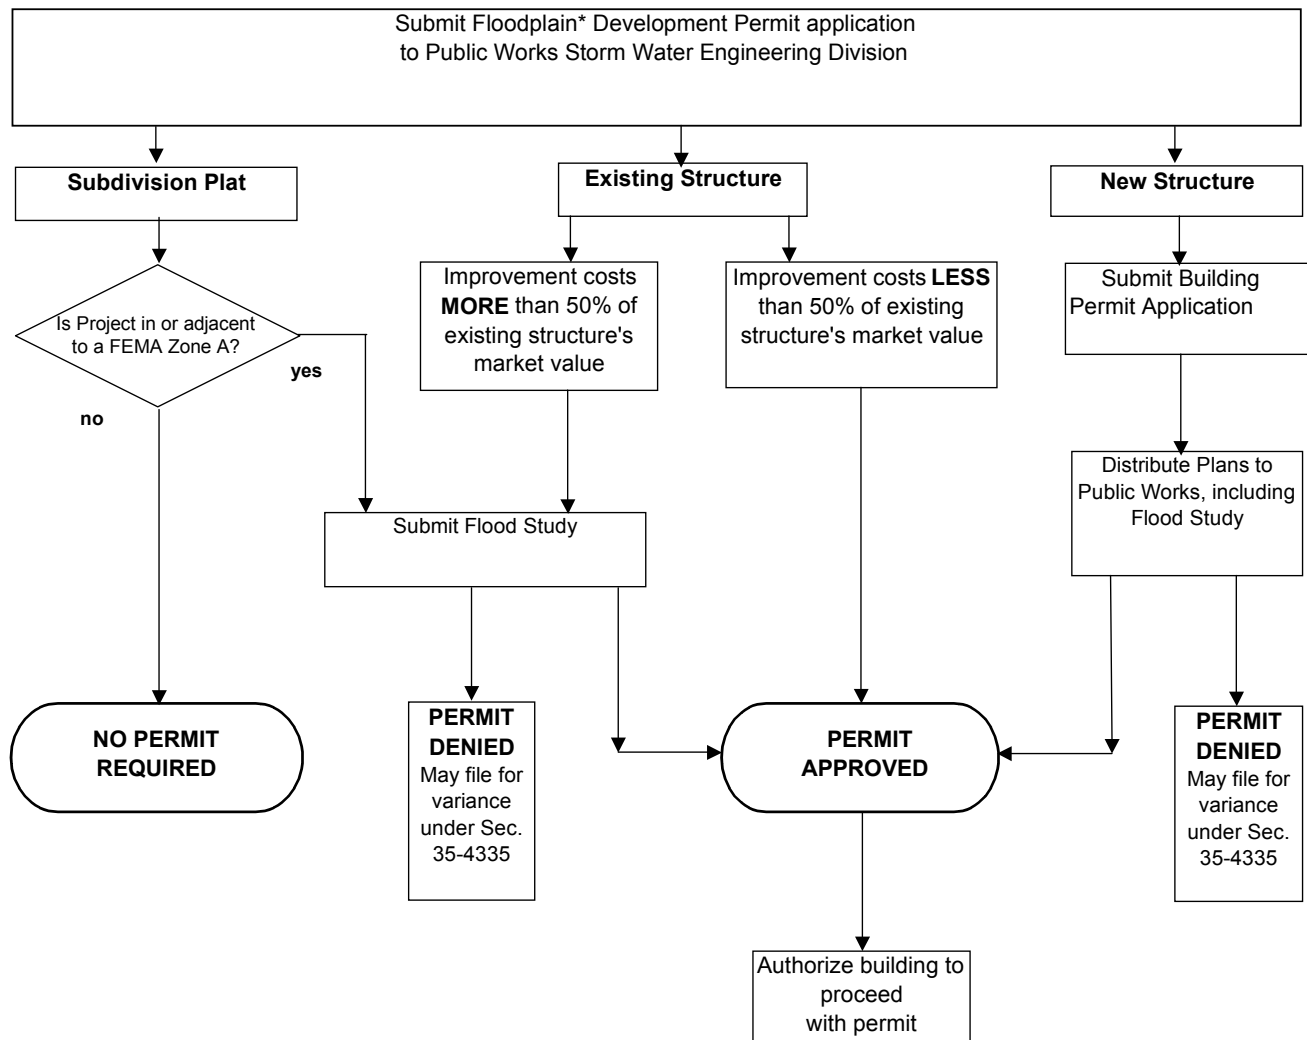 Submit Floodplain* Development Permit application
to Public Works Storm Water Engineering Division
Subdivision Plat
Existing Structure
New Structure
Is Project in or adjacent
to a FEMA Zone A?
yes
no
Improvement costs
MORE than 50% of
existing structure's
market value
Improvement costs LESS
than 50% of existing
structure's market value
Submit Building
Permit Application
Distribute Plans to
Public Works, including
Flood Study
Submit Flood Study
NO PERMIT
REQUIRED
PERMIT
DENIED
May file for
variance
under Sec.
35-4335
PERMIT
APPROVED
PERMIT
DENIED
May file for
variance
under Sec.
35-4335
Authorize building to
proceed
with permit